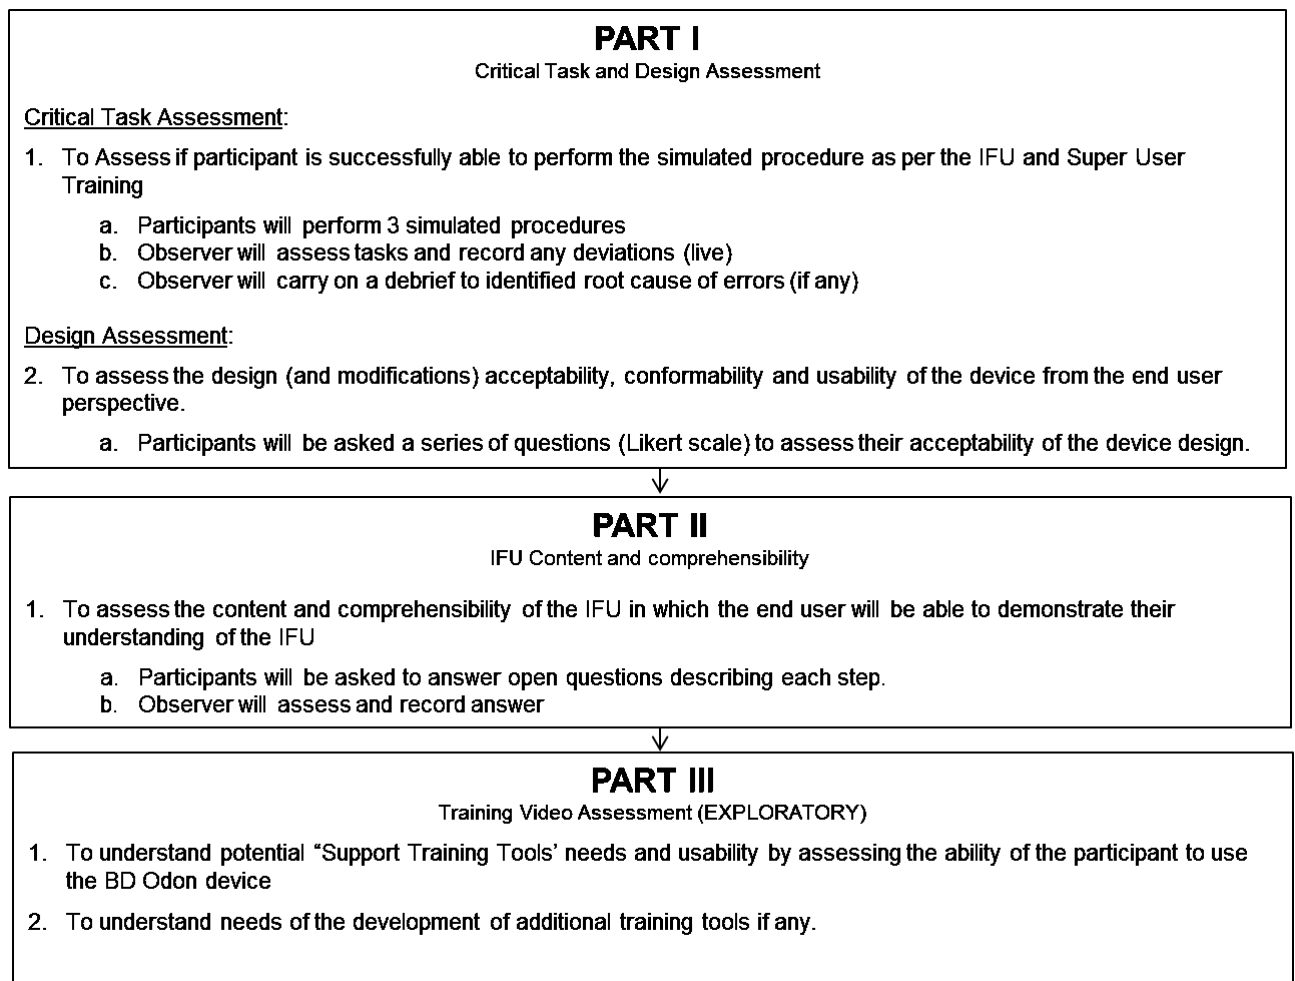 PART I
Critical Task and Design Assessment
Critical Task Assessment:
1. To Assess if participant is successfully able to perform the simulated procedure as per the IFU and Super User
Training
a. Participants will perform 3 simulated procedures
b. Observer will assess tasks and record any deviations (live)
c. Observer will carry on a debrief to identified root cause of errors (if any)
Design Assessment:
2. To assess the design (and modifications) acceptability, conformability and usability of the device from the end user
perspective.
a. Participants will be asked a series of questions (Likert scale) to assess their acceptability of the device design.
PART II
IFU Content and comprehensibility
1. To assess the content and comprehensibility of the IFU in which the end user will be able to demonstrate their
understanding of the IFU
a. Participants will be asked to answer open questions describing each step.
b. Observer will assess and record answer
PART III
Training Video Assessment (EXPLORATORY)
1. To understand potential “Support Training Tools’ needs and usability by assessing the ability of the participant to use
the BD Odon device
2. To understand needs of the development of additional training tools if any.